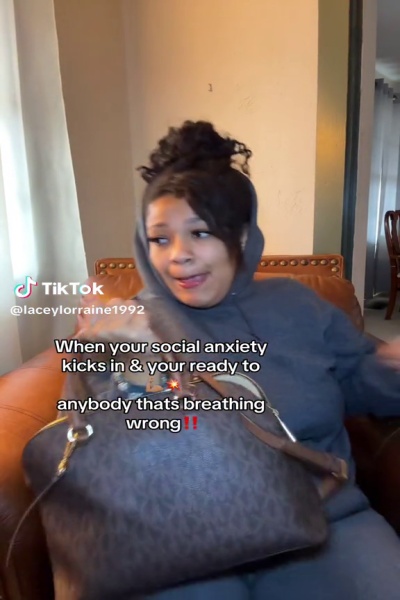 TikTok
@laceylorraine1992
When your social anxiety
kicks in & your ready to
💥
anybody thats breathing
wrong‼️